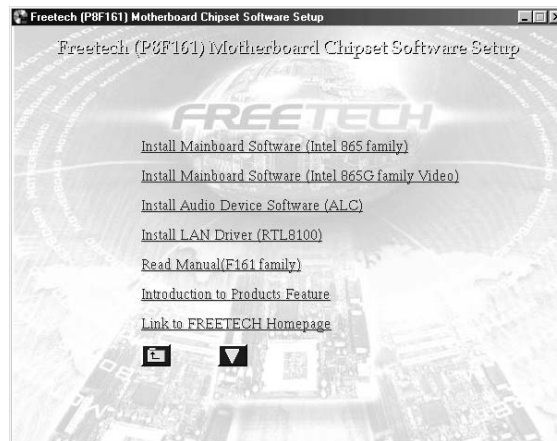 Freetech (P8F161) Motherboard Chipset Software Setup
Freetech (P8F161) Motherboard Chipset Software Setup
FREETECH
Install Mainboard Software (Intel 865 family)
Install Mainboard Software (Intel 865G family Video)
Install Audio Device Software (ALC)
Install LAN Driver (RTL8100)
Read Manual(F161 family)
Introduction to Products Feature
Link to FREETECH Homepage